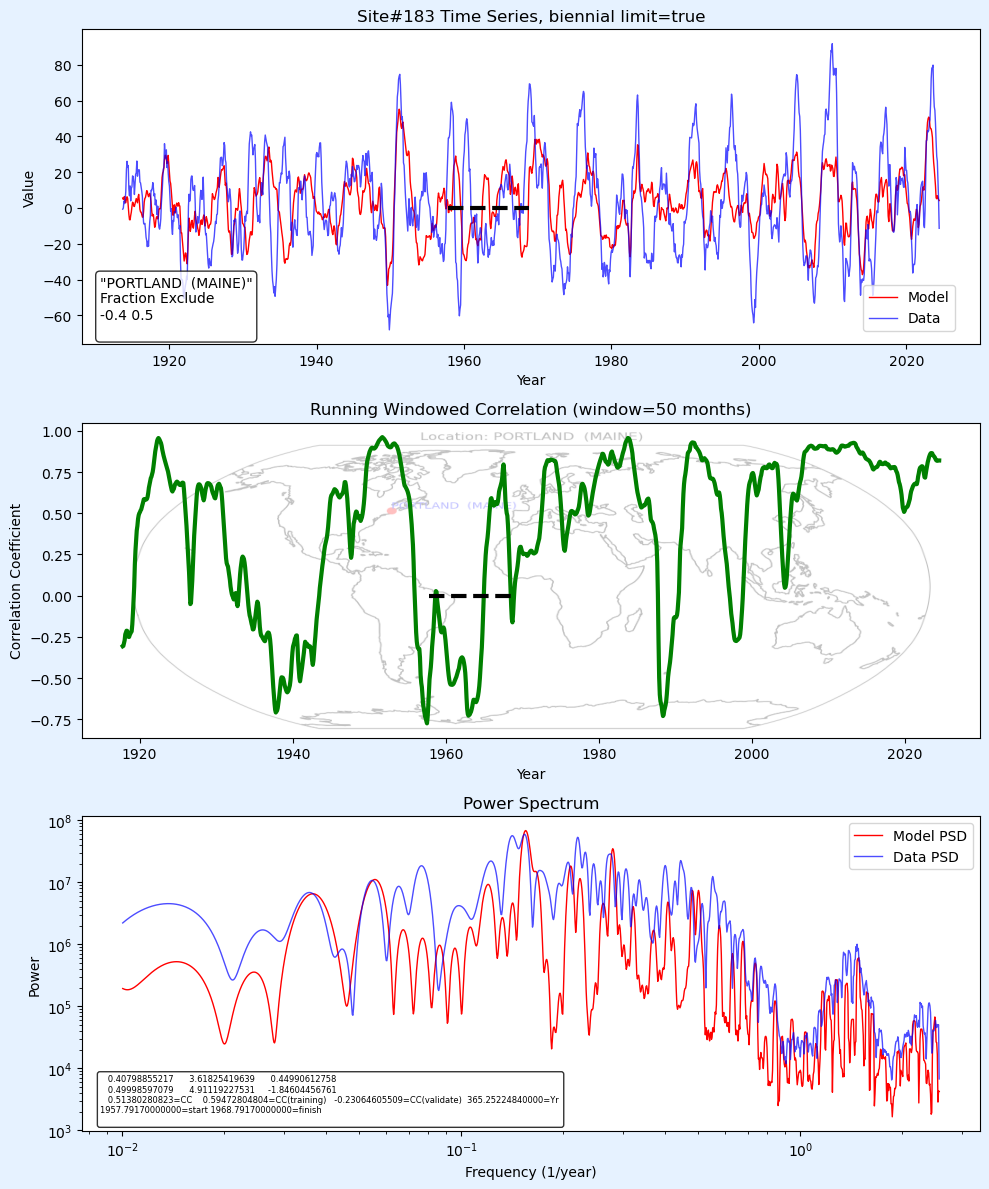 Site#183 Time Series, biennial limit=true
Value
80
60
40
20
0
−20
−40
−60
"PORTLAND  (MAINE)"
Fraction Exclude
-0.4 0.5
Model
Data
1920
1940
1960
1980
2000
2020
Year
Running Windowed Correlation (window=50 months)
Location: PORTLAND  (MAINE)
PORTLAND  (MAINE)
Correlation Coefficient
1.00
0.75
0.50
0.25
0.00
−0.25
−0.50
−0.75
1920
1940
1960
1980
2000
2020
Year
Power Spectrum
Model PSD
Data PSD
Power
10^8
10^7
10^6
10^5
10^4
10^3
0.40798855217 3.61825419639 0.44990612758
0.49998597079 4.91119227531 -1.84604456761
0.51380280823=CC 0.59472804804=CC(training) -0.23064605509=CC(validate) 365.25224840000=Yr
1957.79170000000=start 1968.79170000000=finish
10^−2
10^−1
10^0
Frequency (1/year)